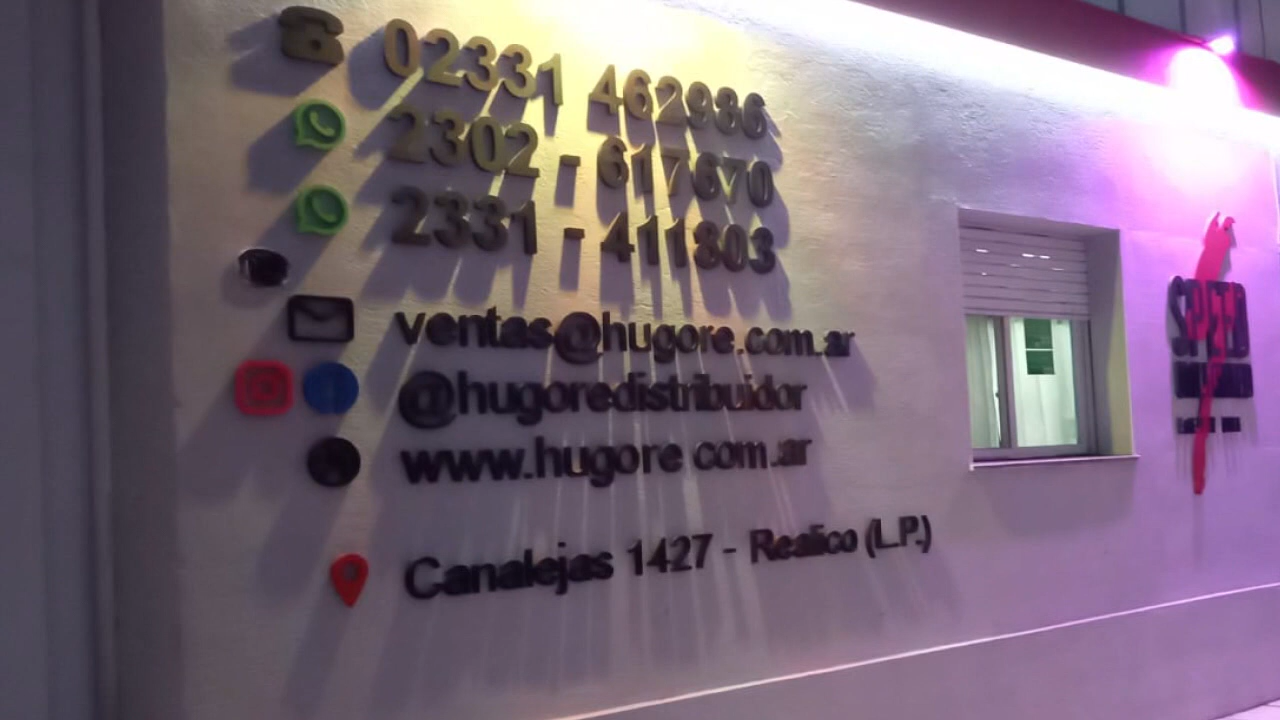 02331 462986
2302 - 617670
2331 - 411803
ventas@hugore.com.ar
@hugoredistribuidor
www.hugore.com.ar
Canalejas 1427 - Realico (L.P.)